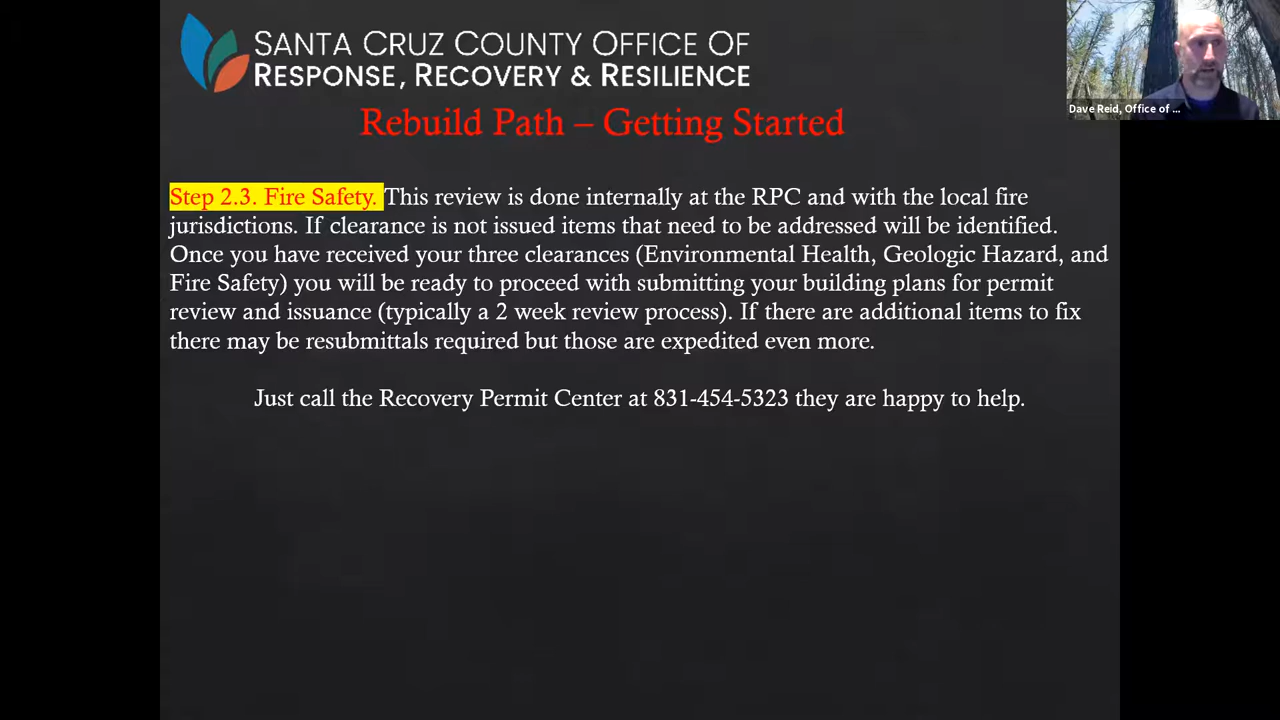 SANTA CRUZ COUNTY OFFICE OF
RESPONSE, RECOVERY & RESILIENCE
Dave Reid, Office of ...
Rebuild Path – Getting Started
Step 2.3. Fire Safety. This review is done internally at the RPC and with the local fire
jurisdictions. If clearance is not issued items that need to be addressed will be identified.
Once you have received your three clearances (Environmental Health, Geologic Hazard, and
Fire Safety) you will be ready to proceed with submitting your building plans for permit
review and issuance (typically a 2 week review process). If there are additional items to fix
there may be resubmittals required but those are expedited even more.
Just call the Recovery Permit Center at 831-454-5323 they are happy to help.